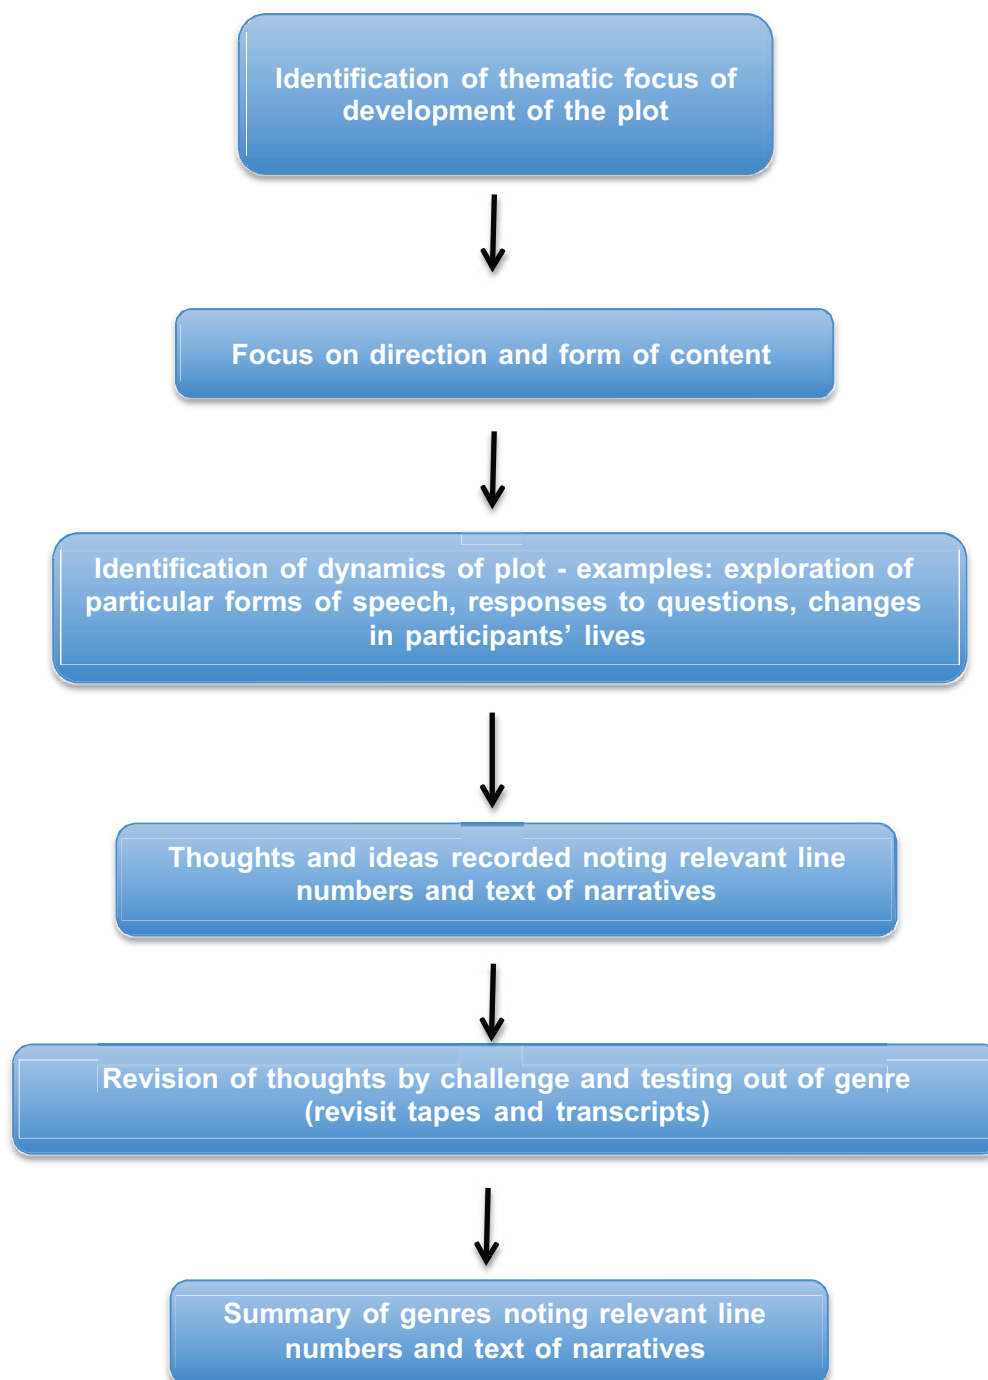 Identification of thematic focus of
development of the plot
Focus on direction and form of content
Identification of dynamics of plot - examples: exploration of
particular forms of speech, responses to questions, changes
in participants’ lives
Thoughts and ideas recorded noting relevant line
numbers and text of narratives
Revision of thoughts by challenge and testing out of genre
(revisit tapes and transcripts)
Summary of genres noting relevant line
numbers and text of narratives